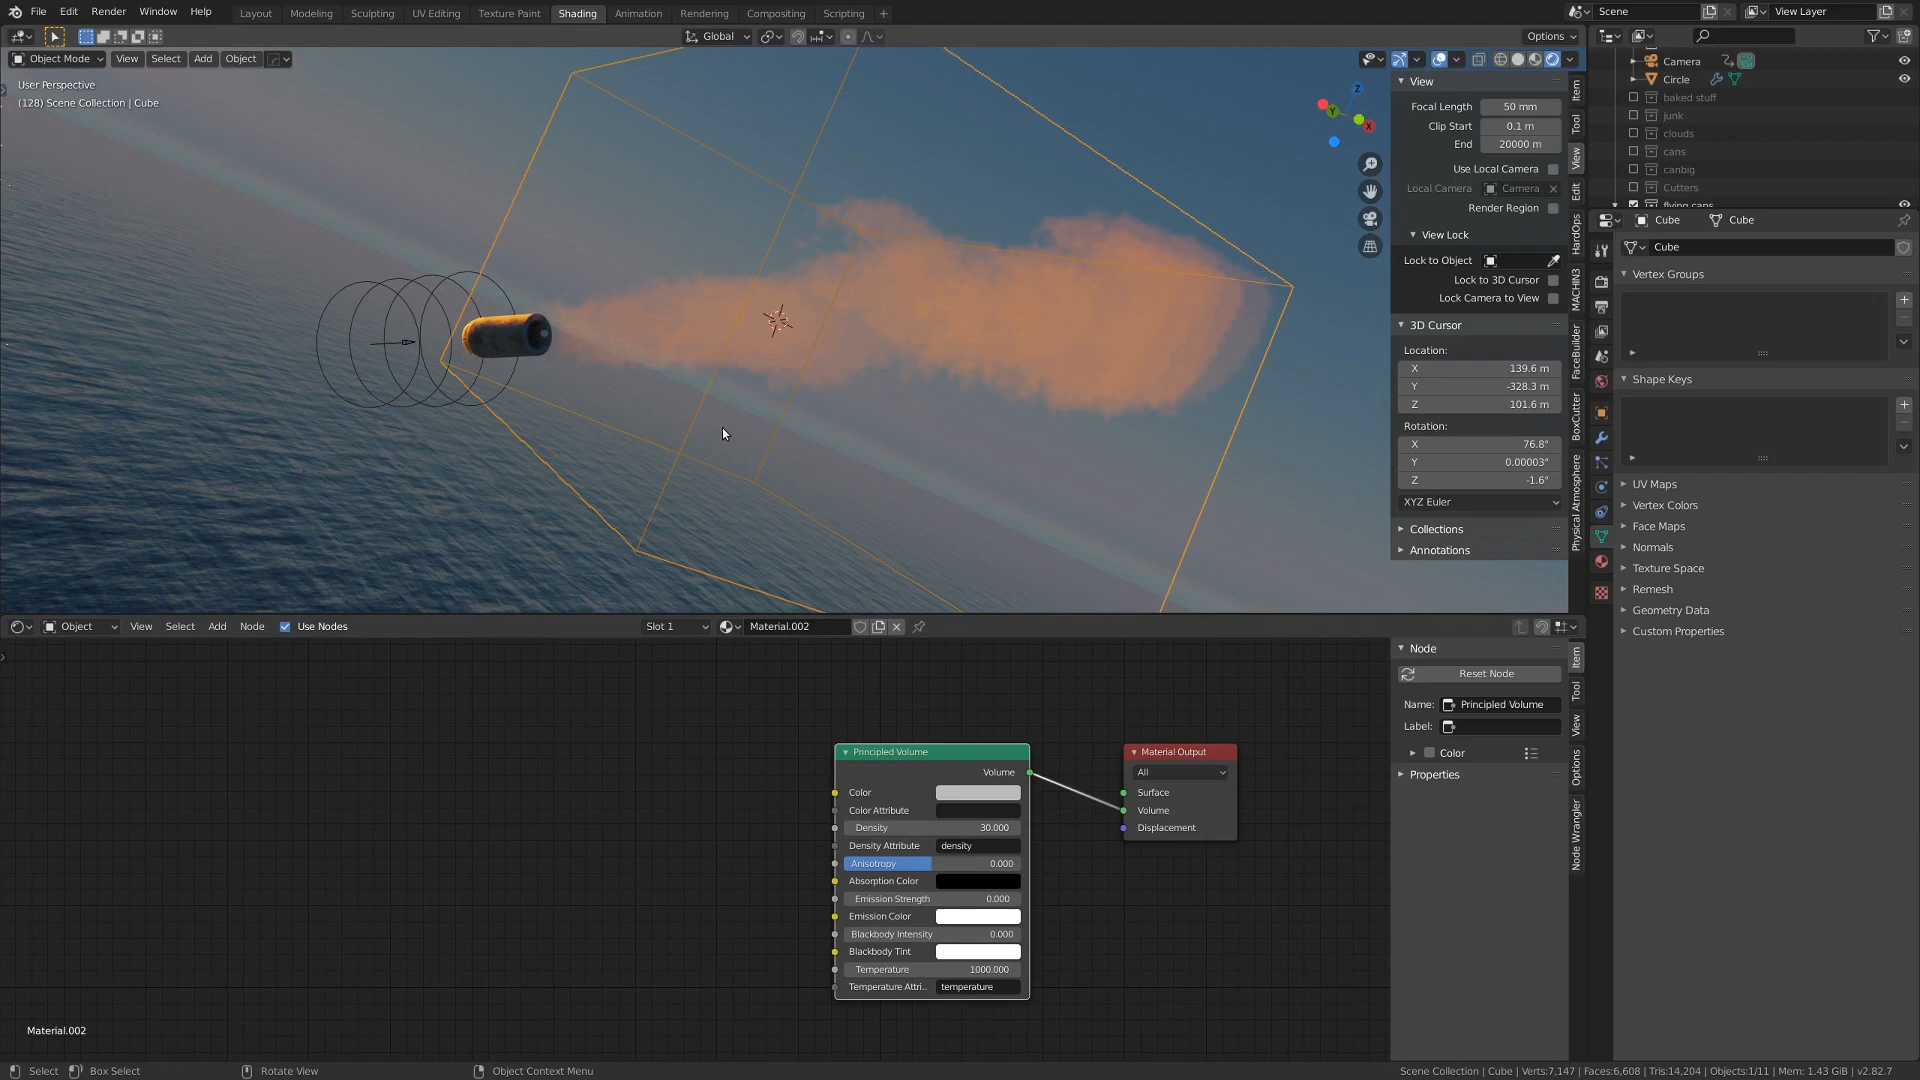 File Edit Render Window Help Layout Modeling Sculpting UV Editing Texture Paint Shading Animation Rendering Compositing Scripting + Scene View Layer
Global Options
Object Mode View Select Add Object
User Perspective
(128) Scene Collection | Cube
Z
Y
X
View
Focal Length 50 mm
Clip Start 0.1 m
End 20000 m
Use Local Camera
Local Camera Camera
Render Region
View Lock
Lock to Object
Lock to 3D Cursor
Lock Camera to View
3D Cursor
Location:
X 139.6 m
Y -328.3 m
Z 101.6 m
Rotation:
X 76.8°
Y 0.00003°
Z -1.6°
XYZ Euler
Collections
Annotations
Item
Tool
View
Edit
HardOps
MACHIN3
FaceBuilder
BoxCutter
Physical Atmosphere
Camera
Circle
baked stuff
junk
clouds
cans
canbig
Cutters
flying cans
Cube Cube
Cube
Vertex Groups
Shape Keys
UV Maps
Vertex Colors
Face Maps
Normals
Texture Space
Remesh
Geometry Data
Custom Properties
Object View Select Add Node Use Nodes Slot 1 Material.002
Principled Volume
Volume
Color
Color Attribute
Density 30.000
Density Attribute density
Anisotropy 0.000
Absorption Color
Emission Strength 0.000
Emission Color
Blackbody Intensity 0.000
Blackbody Tint
Temperature 1000.000
Temperature Attri.. temperature
Material Output
All
Surface
Volume
Displacement
Node
Reset Node
Name: Principled Volume
Label:
Color
Properties
Item
Tool
View
Options
Node Wrangler
Material.002
Select Box Select Rotate View Object Context Menu Scene Collection | Cube | Verts:7,147 | Faces:6,608 | Tris:14,204 | Objects:1/11 | Mem: 1.43 GiB | v2.82.7